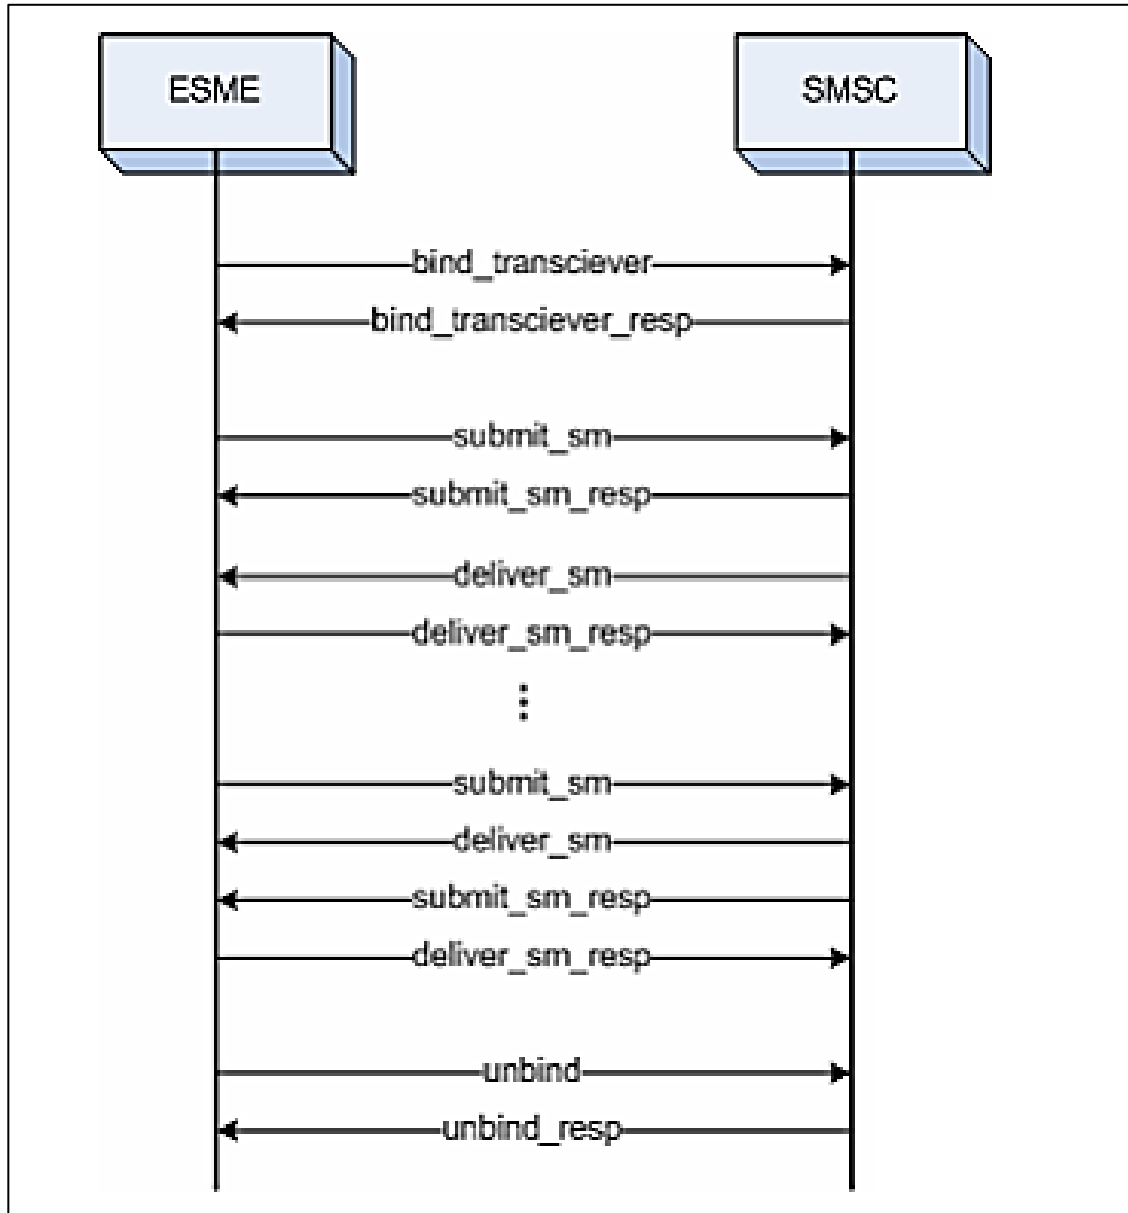 ESME
SMSC
bind_transciever
bind_transciever_resp
submit_sm
submit_sm_resp
deliver_sm
deliver_sm_resp
submit_sm
deliver_sm
submit_sm_resp
deliver_sm_resp
unbind
unbind_resp